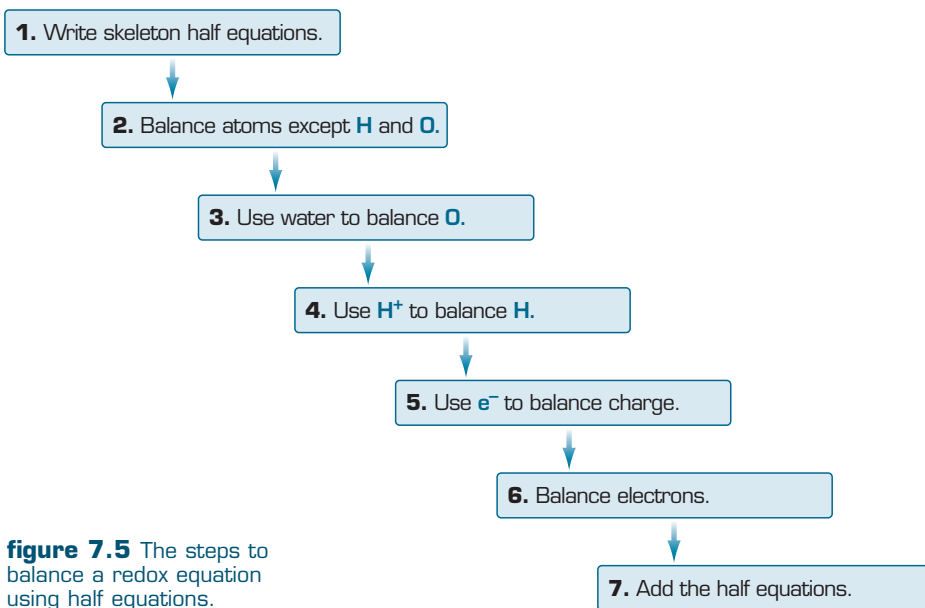 1. Write skeleton half equations.
2. Balance atoms except H and O.
3. Use water to balance O.
4. Use H⁺ to balance H.
5. Use e⁻ to balance charge.
6. Balance electrons.
7. Add the half equations.
figure 7.5 The steps to
balance a redox equation
using half equations.